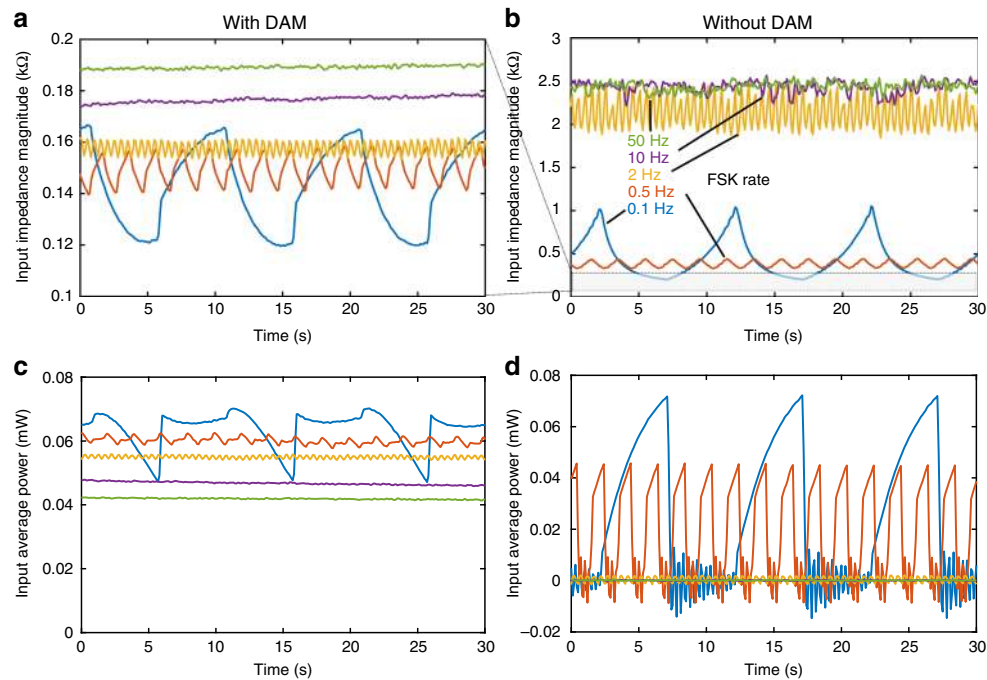 a
With DAM
Input impedance magnitude (kΩ)
0.2
0.18
0.16
0.14
0.12
0.1
0
5
10
15
20
25
30
Time (s)
b
Without DAM
Input impedance magnitude (kΩ)
3
2.5
2
1.5
1
0.5
0
50 Hz
10 Hz
2 Hz
0.5 Hz
0.1 Hz
FSK rate
0
5
10
15
20
25
30
Time (s)
c
Input average power (mW)
0.08
0.06
0.04
0.02
0
0
5
10
15
20
25
30
Time (s)
d
Input average power (mW)
0.08
0.06
0.04
0.02
0
−0.02
0
5
10
15
20
25
30
Time (s)